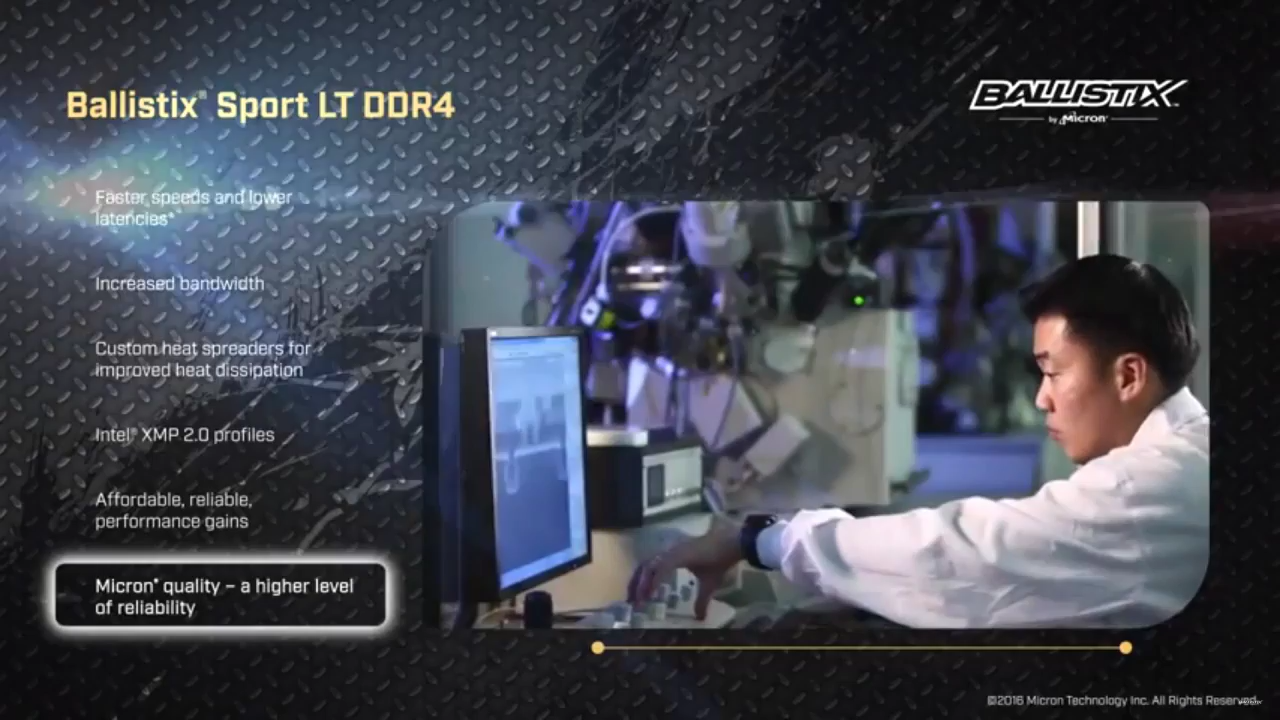 Ballistix® Sport LT DDR4
BALLISTIX™
by Micron®
Faster speeds and lower
latencies*
Increased bandwidth
Custom heat spreaders for
improved heat dissipation
Intel® XMP 2.0 profiles
Affordable, reliable,
performance gains
Micron® quality – a higher level
of reliability
©2016 Micron Technology Inc. All Rights Reserved.